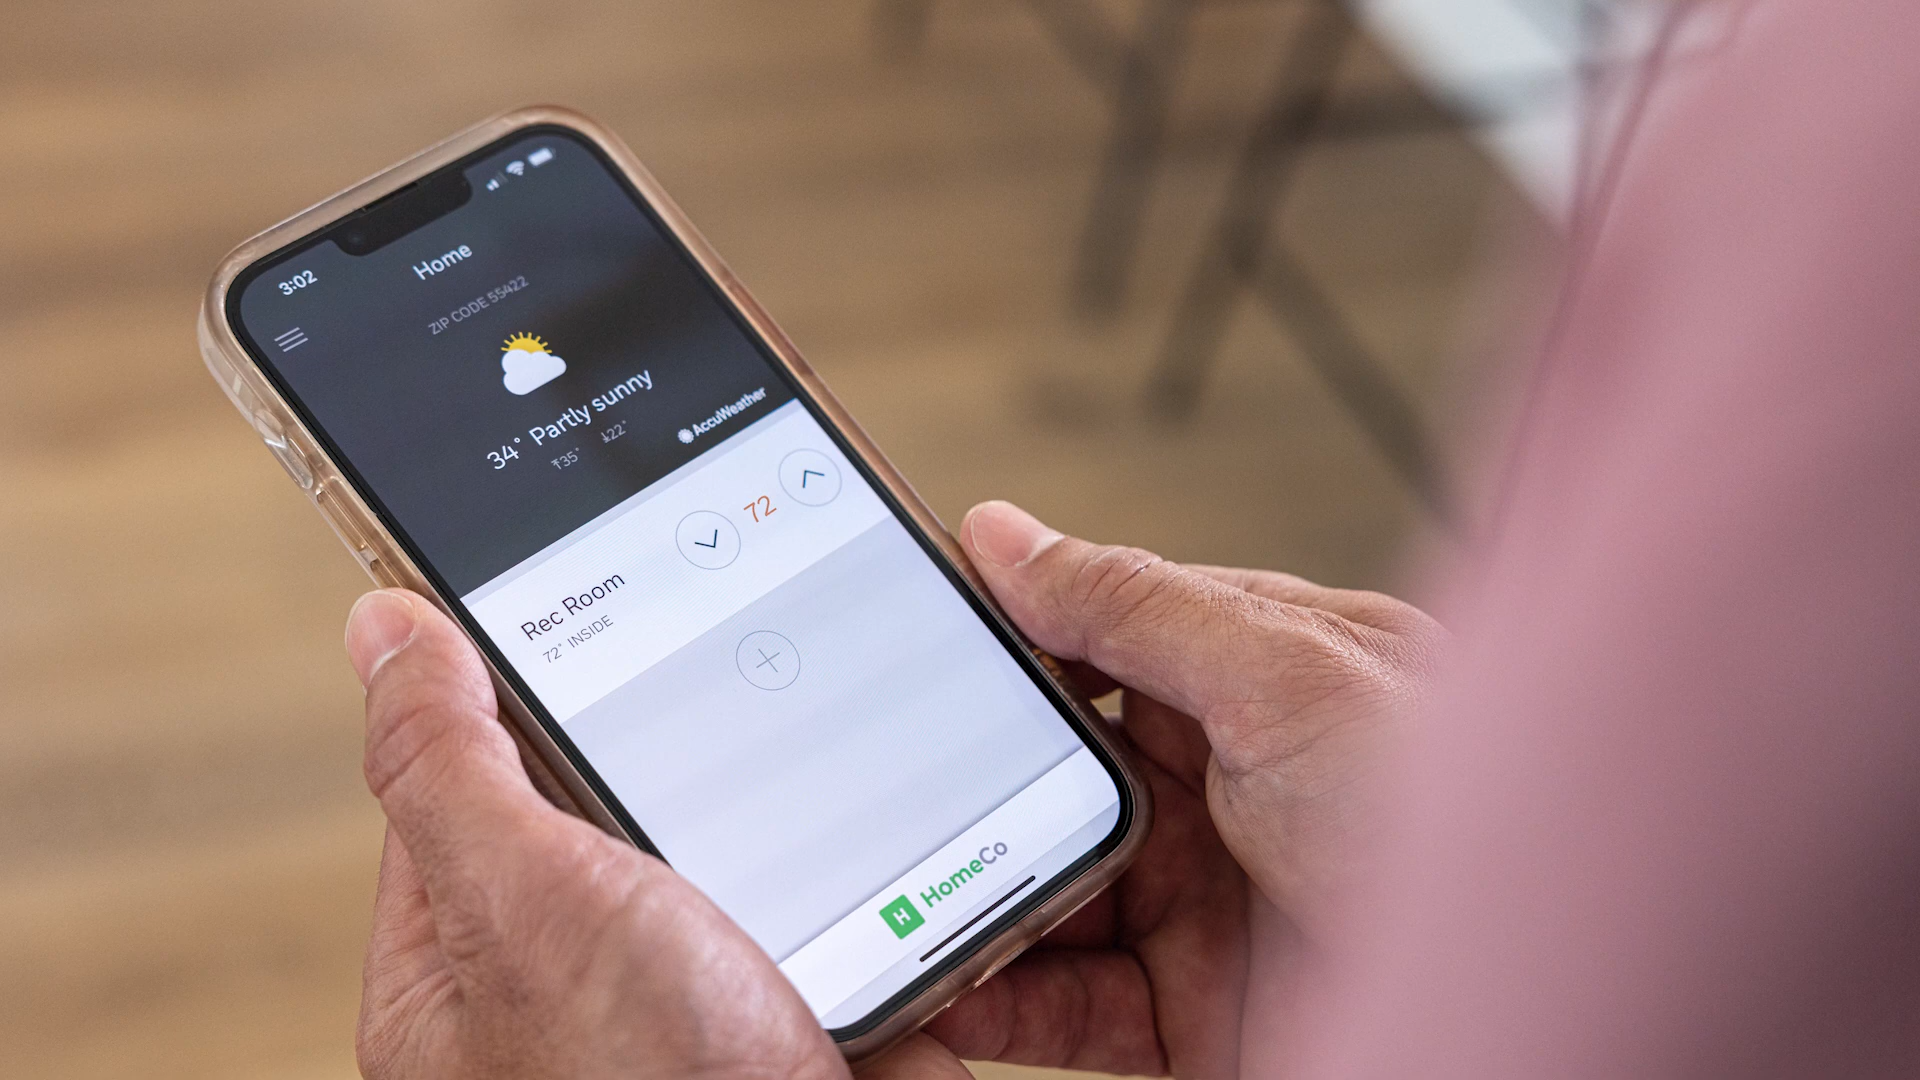 3:02
Home
ZIP CODE 55422
34° Partly sunny
35° 22°
AccuWeather
Rec Room
72° INSIDE
72
H HomeCo